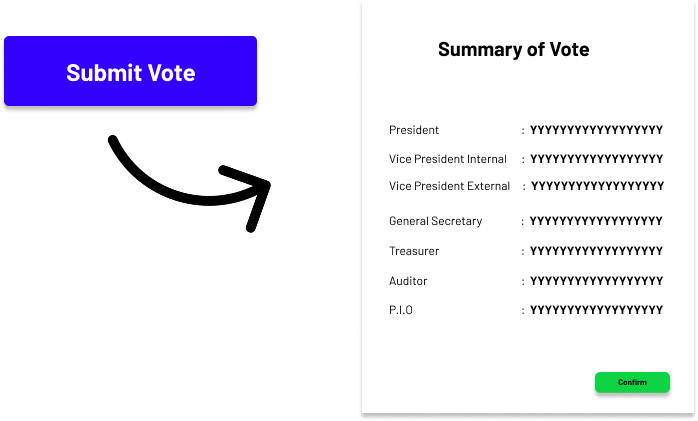 Submit Vote
Summary of Vote
President : YYYYYYYYYYYYYYYYYY
Vice President Internal : YYYYYYYYYYYYYYYYYY
Vice President External : YYYYYYYYYYYYYYYYYY
General Secretary : YYYYYYYYYYYYYYYYYY
Treasurer : YYYYYYYYYYYYYYYYYY
Auditor : YYYYYYYYYYYYYYYYYY
P.I.O : YYYYYYYYYYYYYYYYYY
Confirm